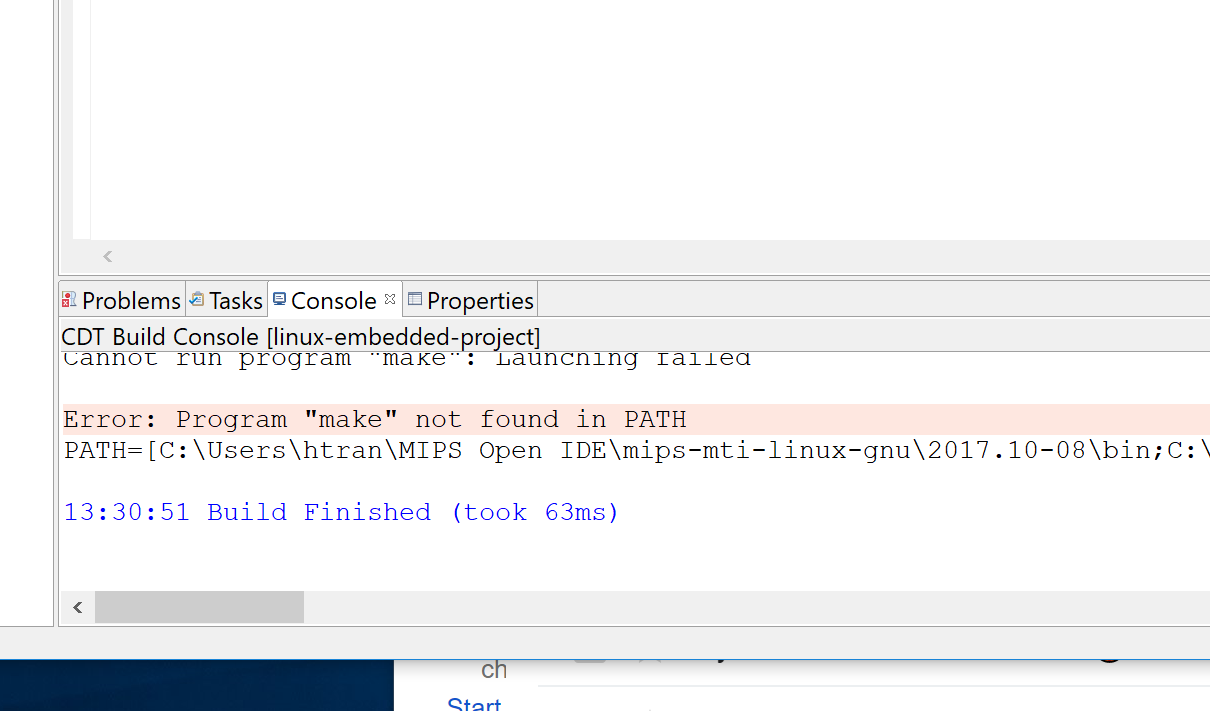 Problems Tasks Console Properties
CDT Build Console [linux-embedded-project]
Cannot run program "make": Launching failed
Error: Program "make" not found in PATH
PATH=[C:\Users\htran\MIPS Open IDE\mips-mti-linux-gnu\2017.10-08\bin;C:\
13:30:51 Build Finished (took 63ms)
ch
Start